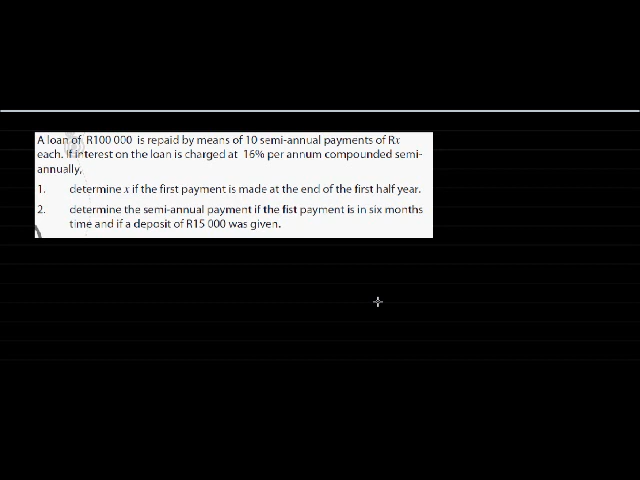 A loan of R100 000 is repaid by means of 10 semi-annual payments of Rx
each. If interest on the loan is charged at 16% per annum compounded semi-
annually,
1. determine x if the first payment is made at the end of the first half year.
2. determine the semi-annual payment if the fist payment is in six months
time and if a deposit of R15 000 was given.